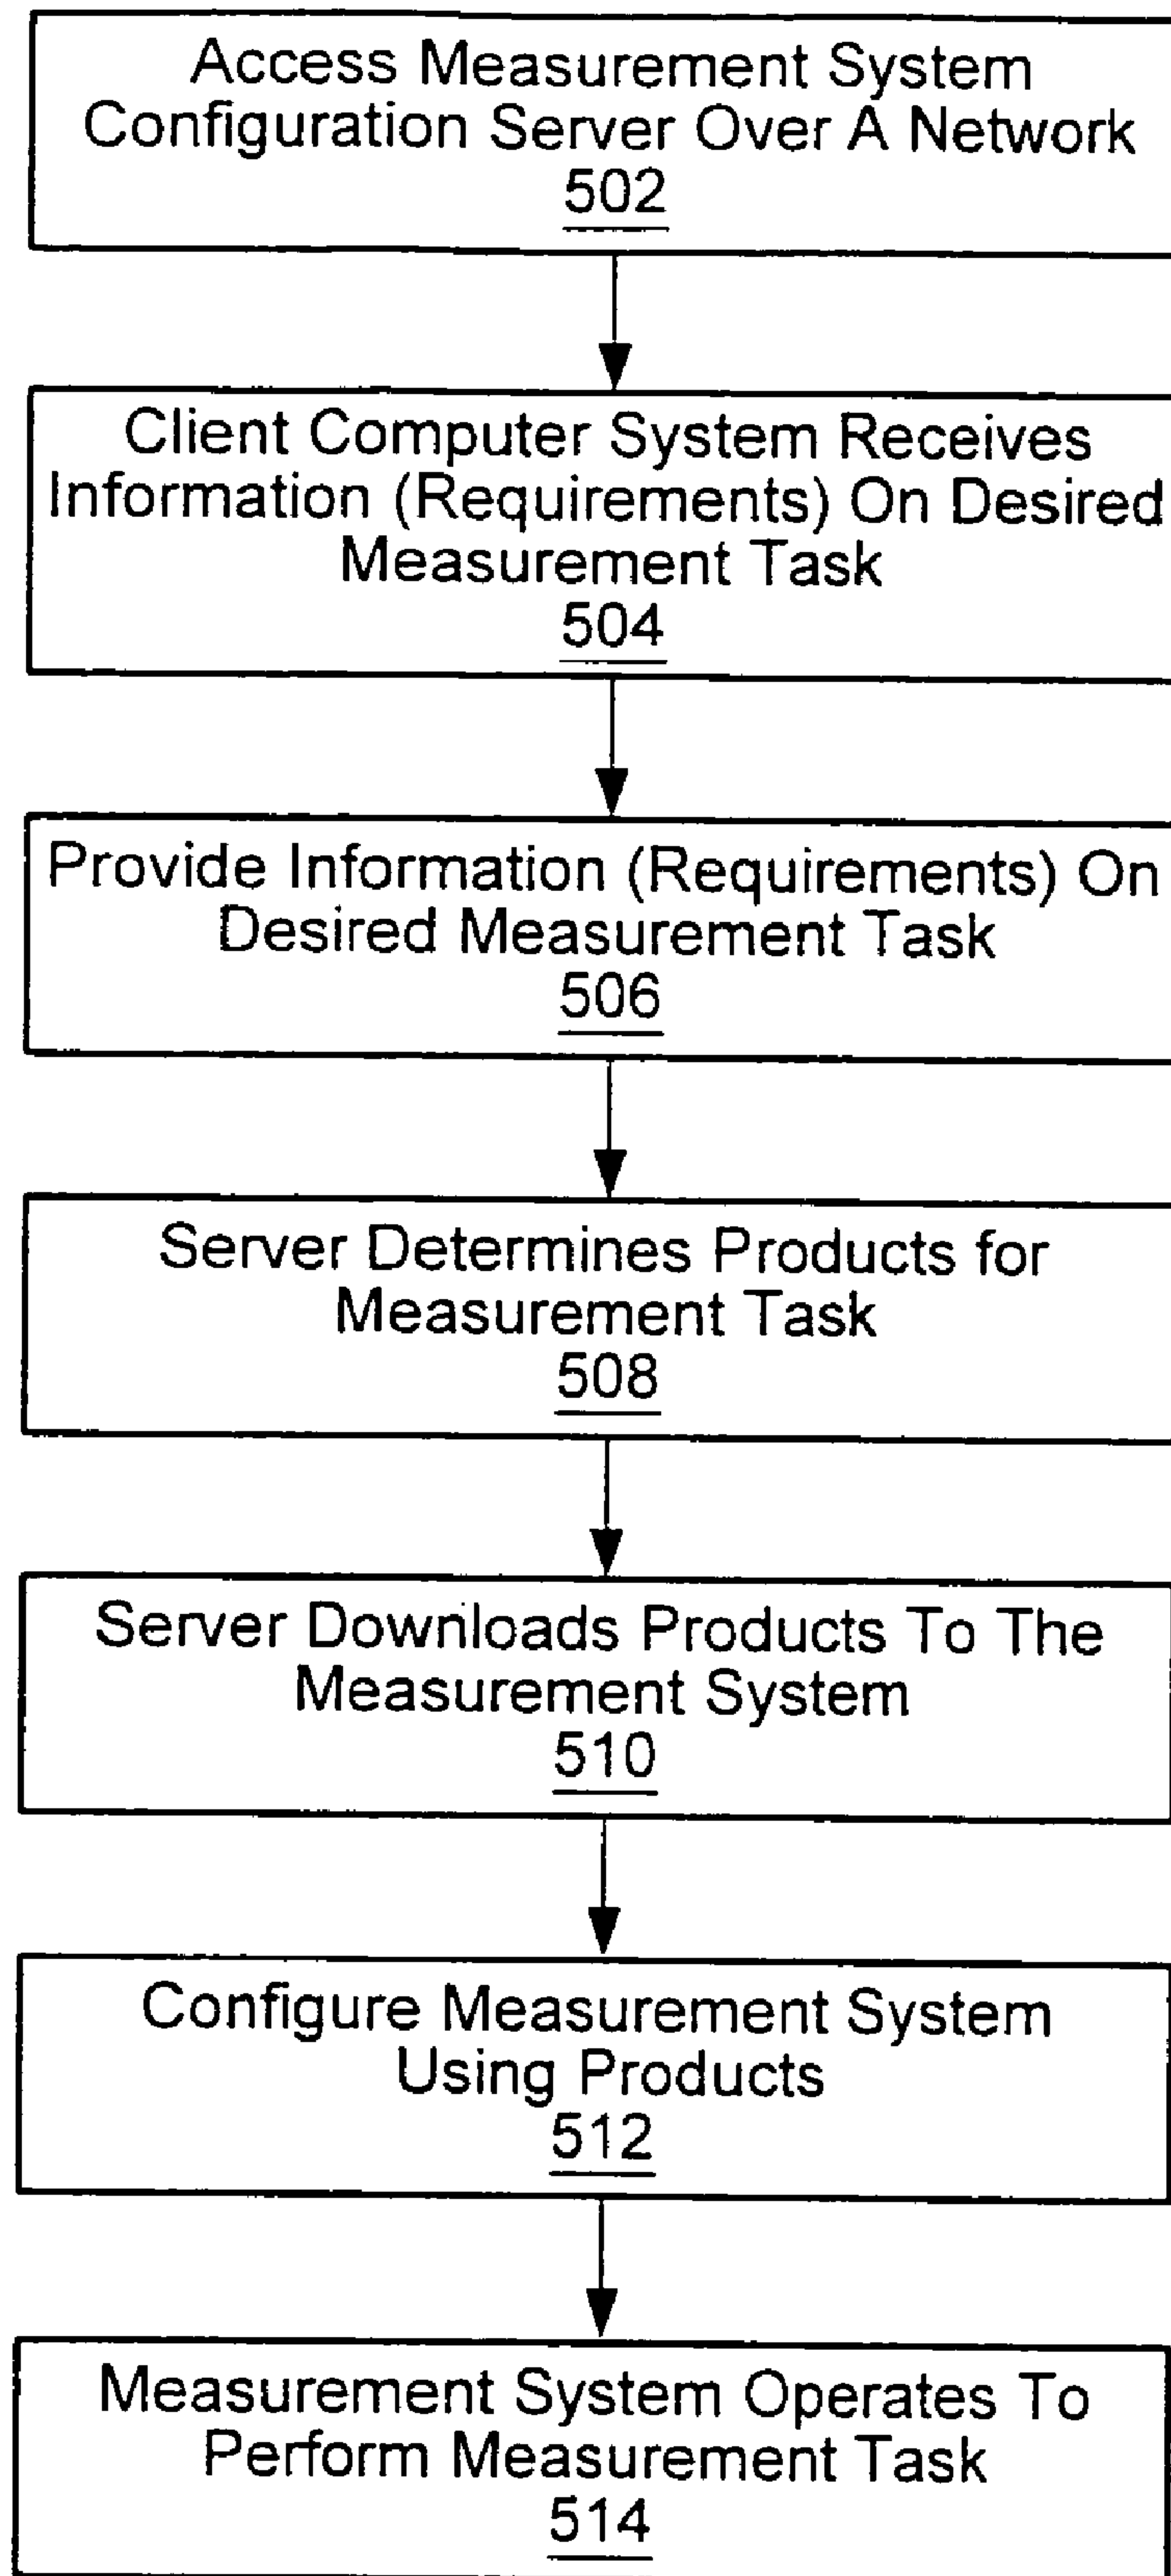 Access Measurement System
Configuration Server Over A Network
502
Client Computer System Receives
Information (Requirements) On Desired
Measurement Task
504
Provide Information (Requirements) On
Desired Measurement Task
506
Server Determines Products for
Measurement Task
508
Server Downloads Products To The
Measurement System
510
Configure Measurement System
Using Products
512
Measurement System Operates To
Perform Measurement Task
514